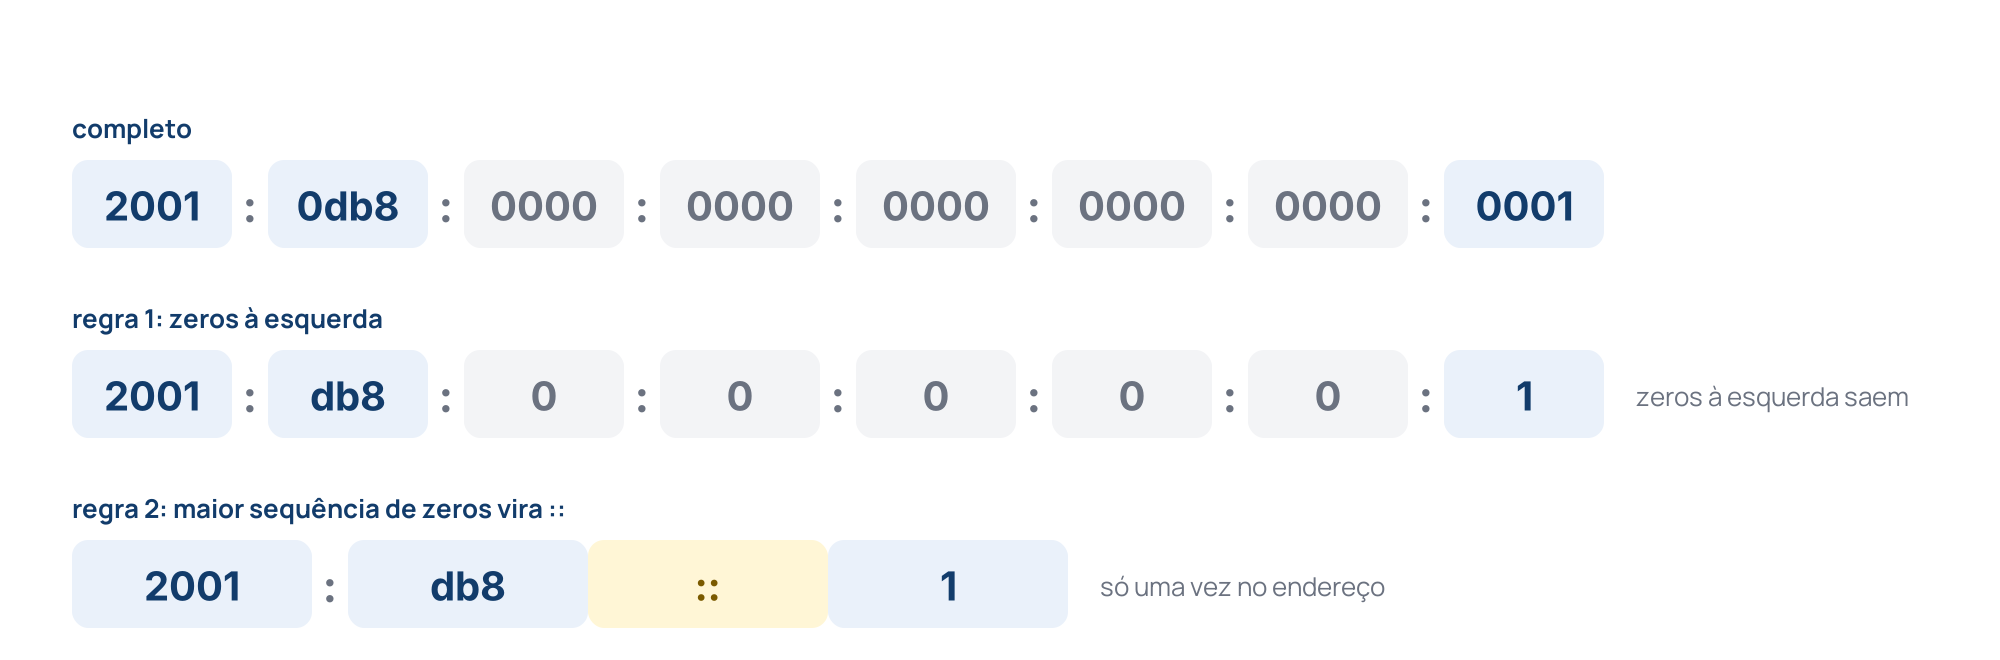 completo
2001 : 0db8 : 0000 : 0000 : 0000 : 0000 : 0000 : 0001
regra 1: zeros à esquerda
2001 : db8 : 0 : 0 : 0 : 0 : 0 : 1 zeros à esquerda saem
regra 2: maior sequência de zeros vira ::
2001 : db8 :: 1 só uma vez no endereço